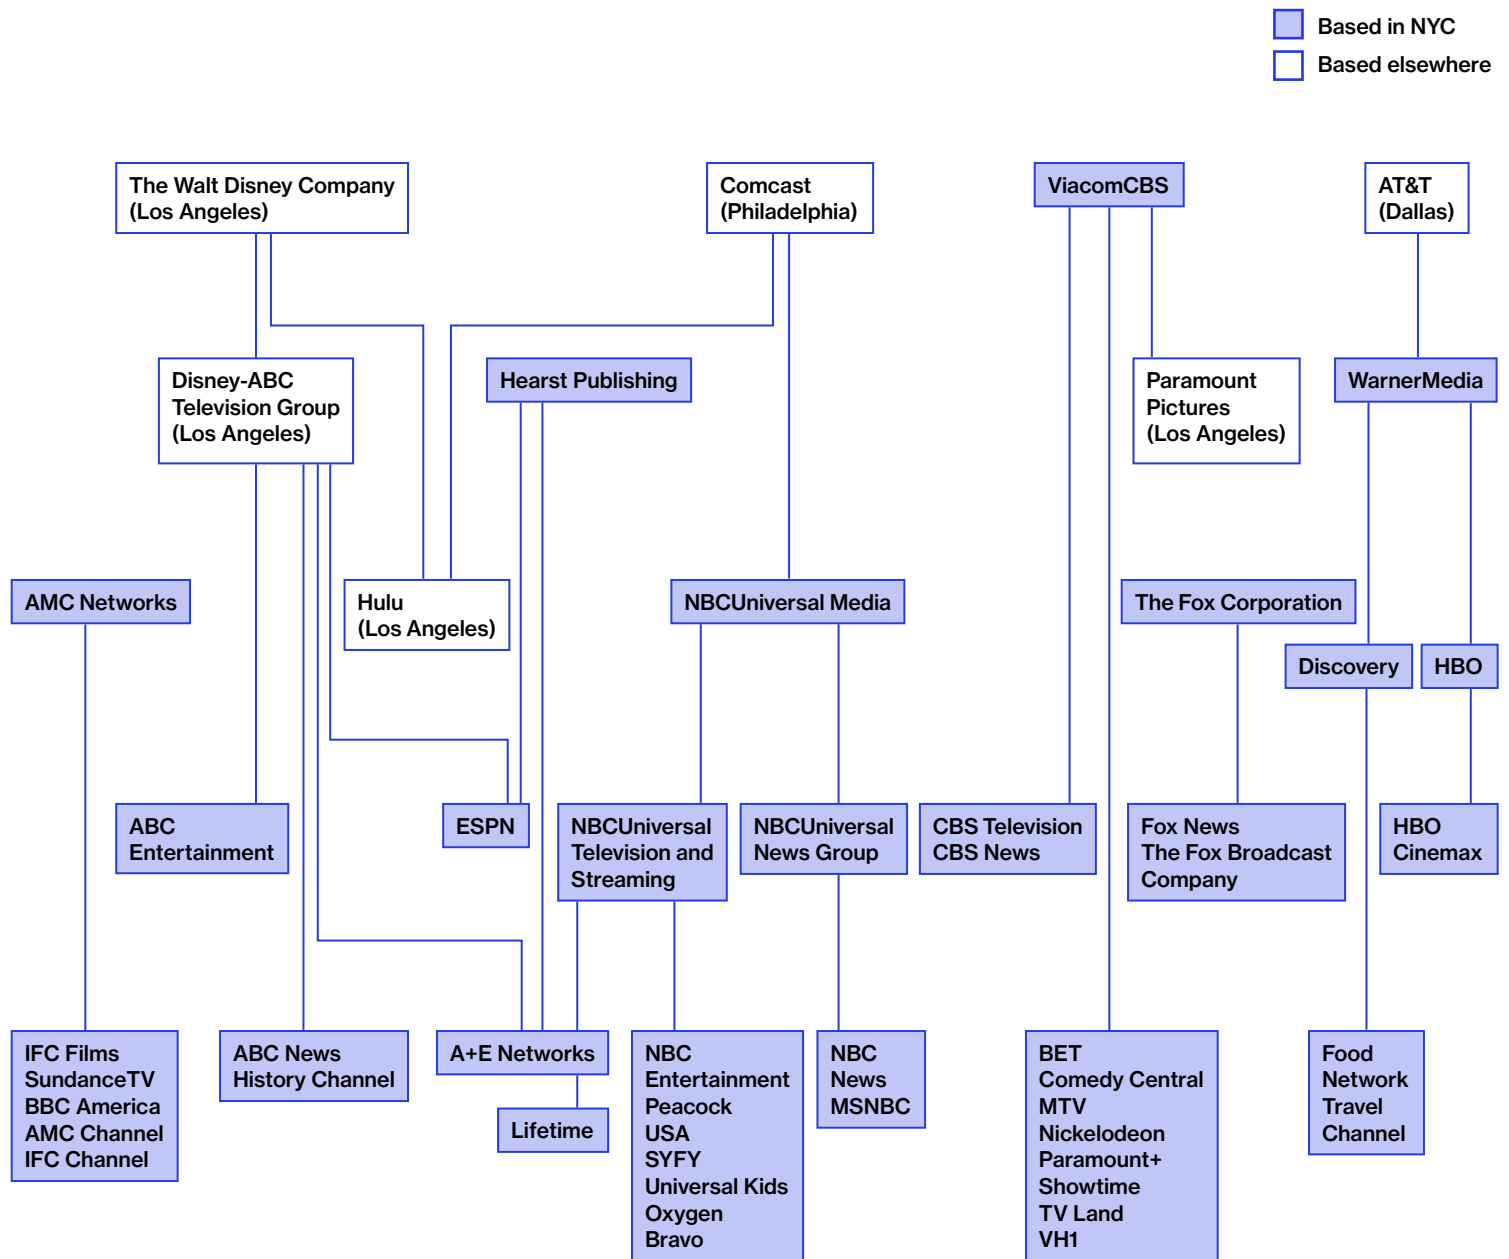 Based in NYC
Based elsewhere
The Walt Disney Company
(Los Angeles)
Comcast
(Philadelphia)
ViacomCBS
AT&T
(Dallas)
Disney-ABC
Television Group
(Los Angeles)
Hearst Publishing
Paramount
Pictures
(Los Angeles)
WarnerMedia
AMC Networks
Hulu
(Los Angeles)
NBCUniversal Media
The Fox Corporation
Discovery
HBO
ABC
Entertainment
ESPN
NBCUniversal
Television and
Streaming
NBCUniversal
News Group
CBS Television
CBS News
Fox News
The Fox Broadcast
Company
HBO
Cinemax
IFC Films
SundanceTV
BBC America
AMC Channel
IFC Channel
ABC News
History Channel
A+E Networks
Lifetime
NBC
Entertainment
Peacock
USA
SYFY
Universal Kids
Oxygen
Bravo
NBC
News
MSNBC
BET
Comedy Central
MTV
Nickelodeon
Paramount+
Showtime
TV Land
VH1
Food
Network
Travel
Channel